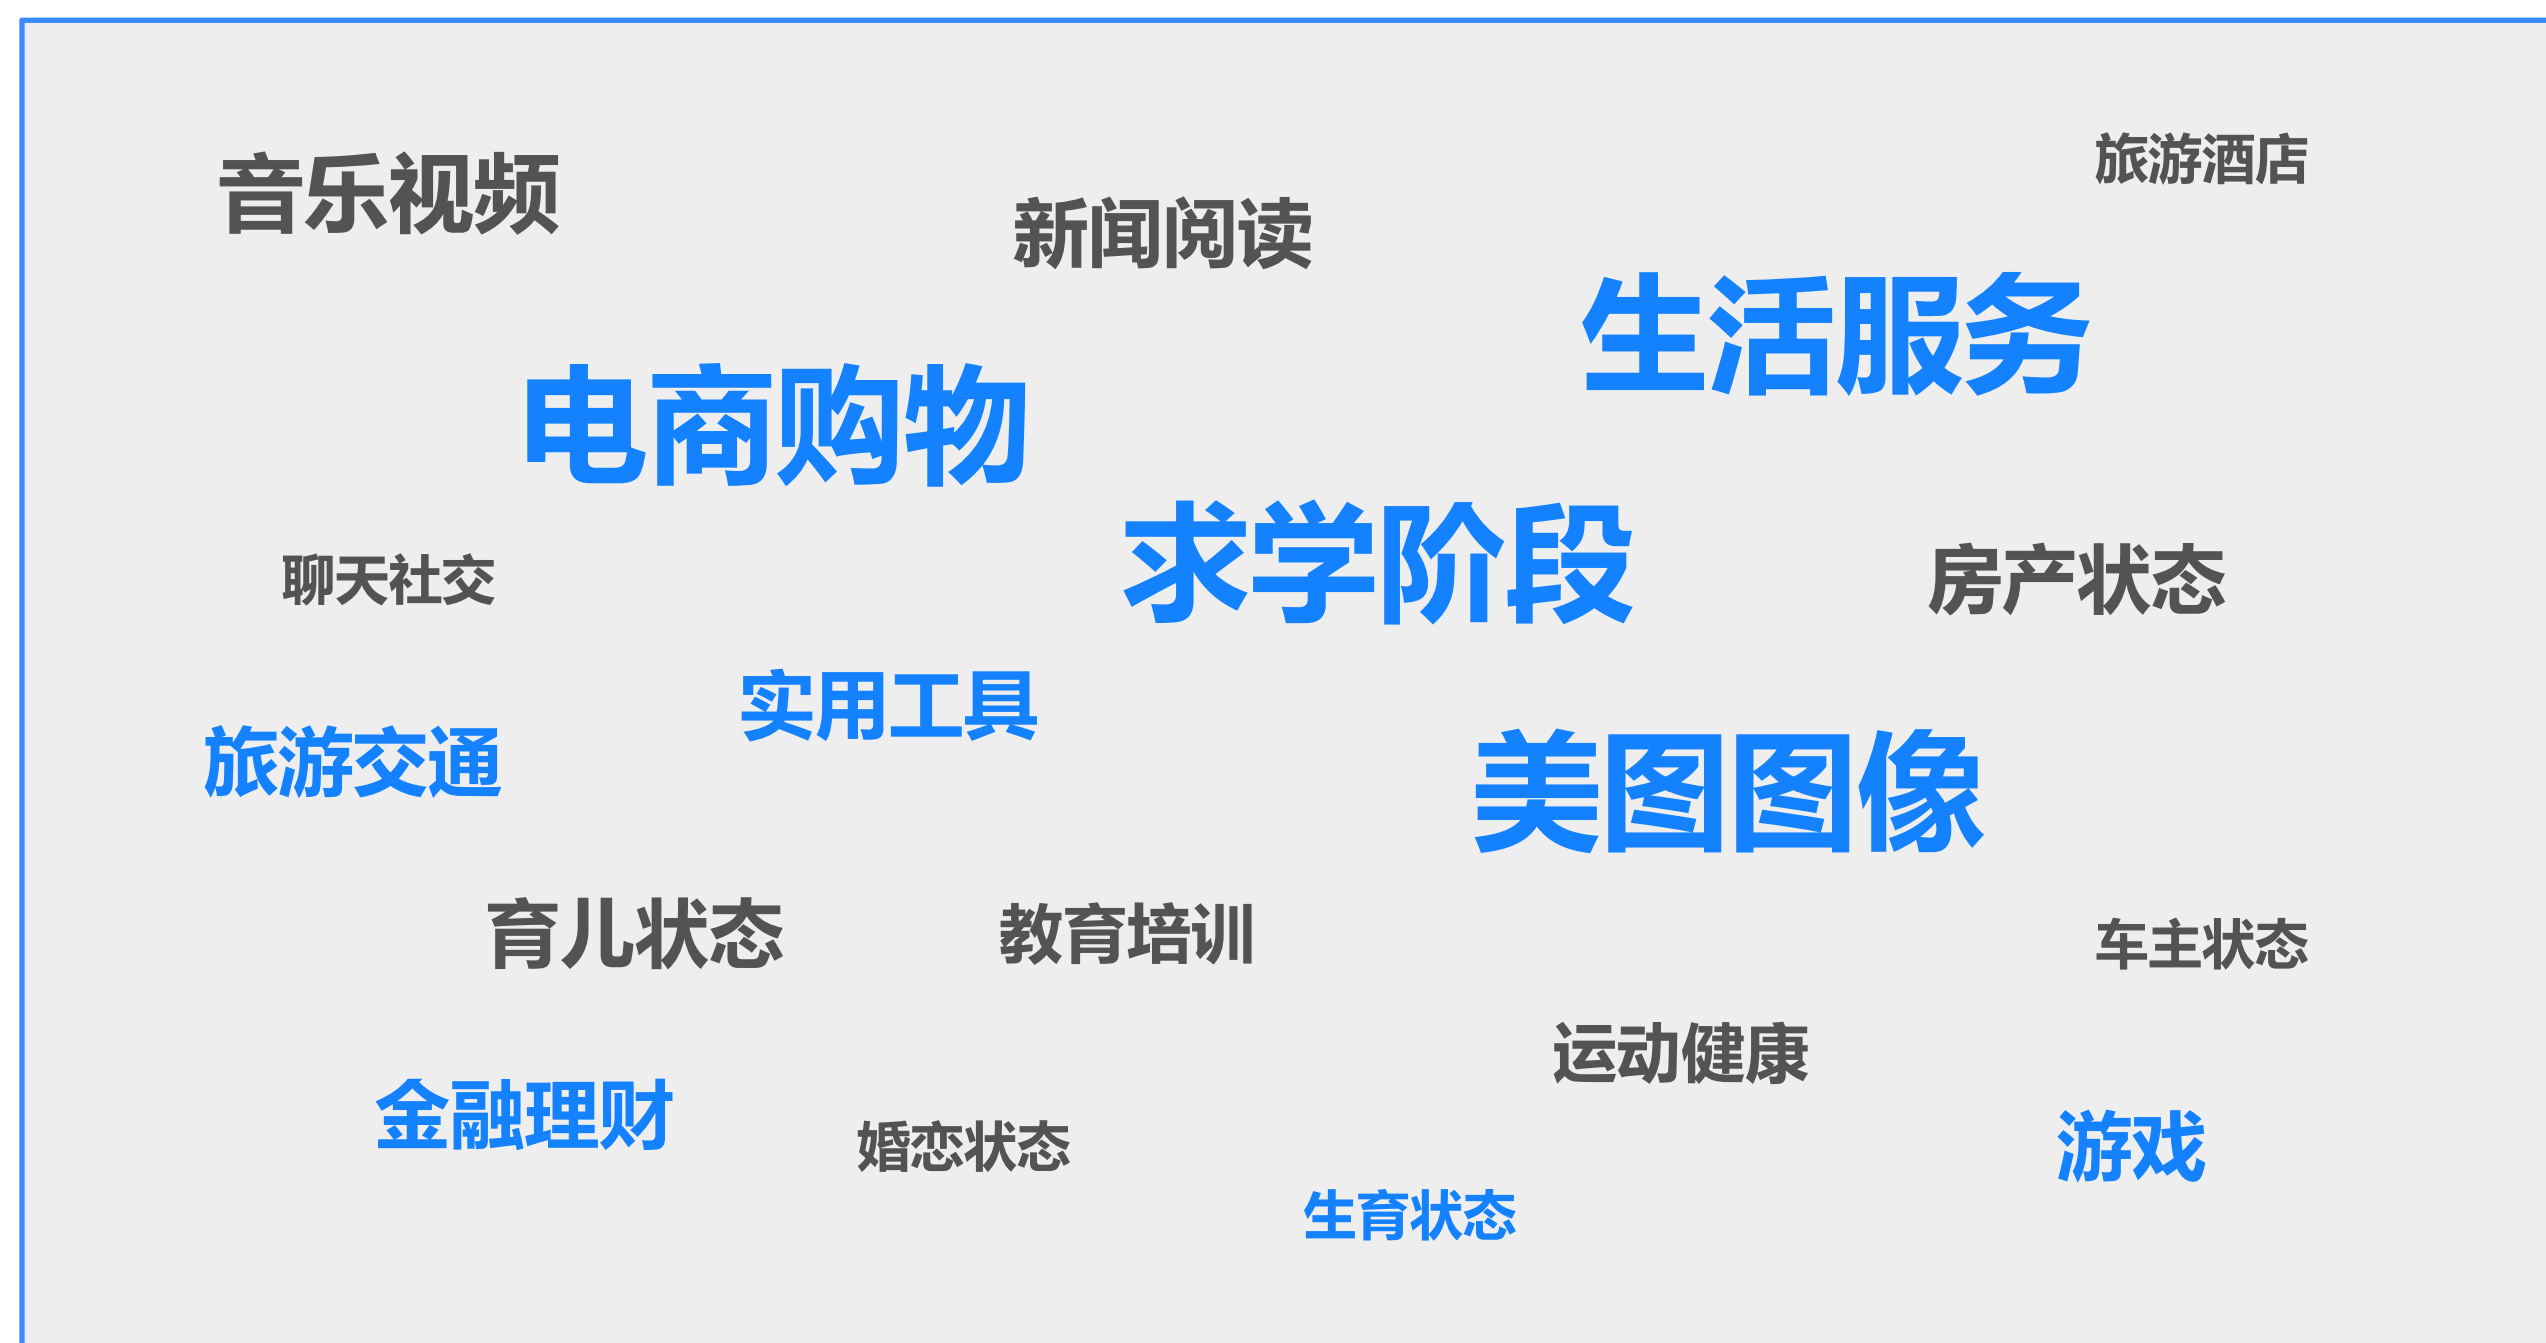 音乐视频
旅游酒店
新闻阅读
生活服务
电商购物
求学阶段
聊天社交
房产状态
实用工具
旅游交通
美图图像
育儿状态
教育培训
车主状态
运动健康
金融理财
婚恋状态
游戏
生育状态